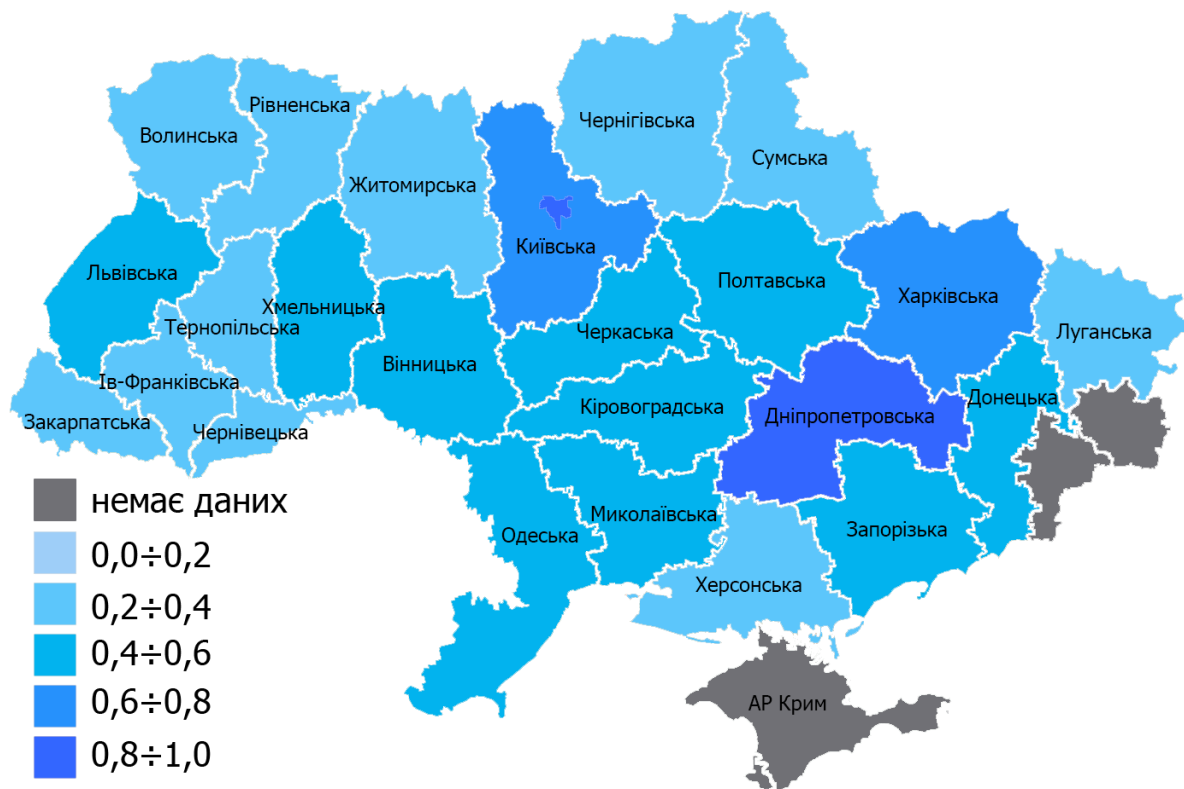 Рівненська
Волинська
Чернігівська
Сумська
Житомирська
Київська
Львівська
Полтавська
Харківська
Хмельницька
Тернопільська
Черкаська
Луганська
Вінницька
Ів-Франківська
Кіровоградська
Донецька
Дніпропетровська
Закарпатська
Чернівецька
Миколаївська
Одеська
Запорізька
Херсонська
АР Крим
немає даних
0,0÷0,2
0,2÷0,4
0,4÷0,6
0,6÷0,8
0,8÷1,0